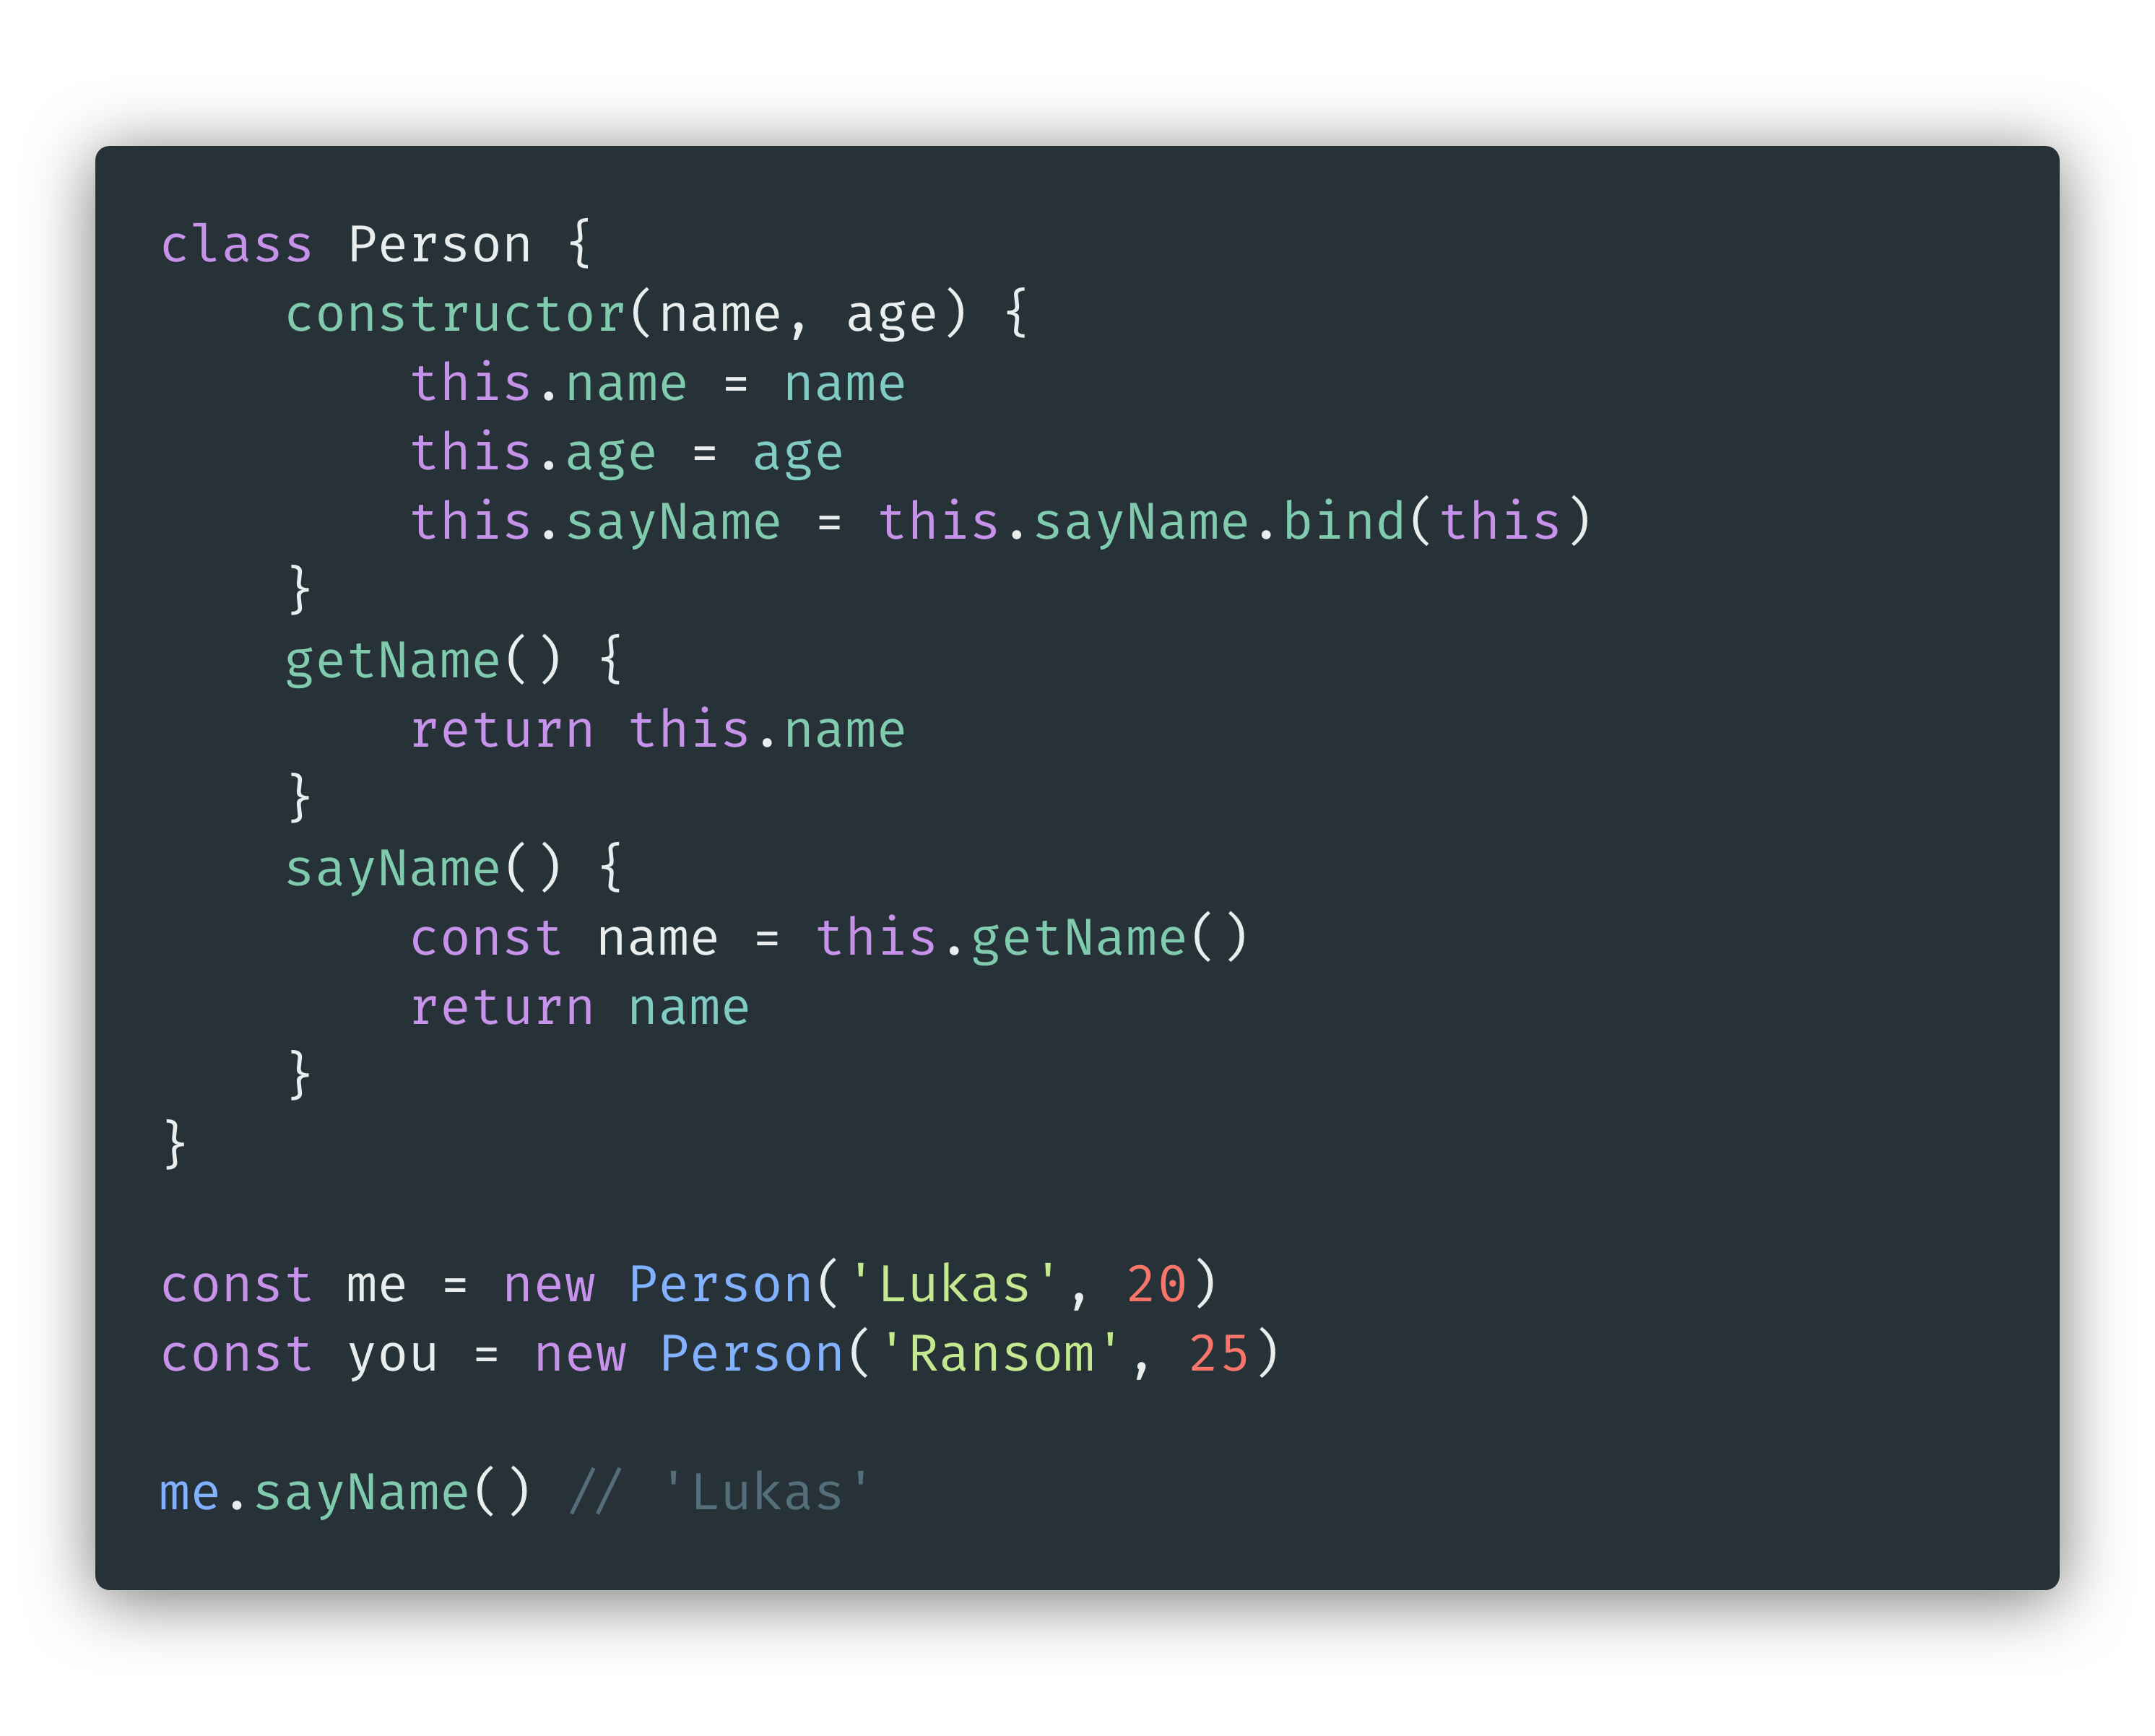 class Person {
    constructor(name, age) {
        this.name = name
        this.age = age
        this.sayName = this.sayName.bind(this)
    }
    getName() {
        return this.name
    }
    sayName() {
        const name = this.getName()
        return name
    }
}

const me = new Person('Lukas', 20)
const you = new Person('Ransom', 25)

me.sayName() // 'Lukas'